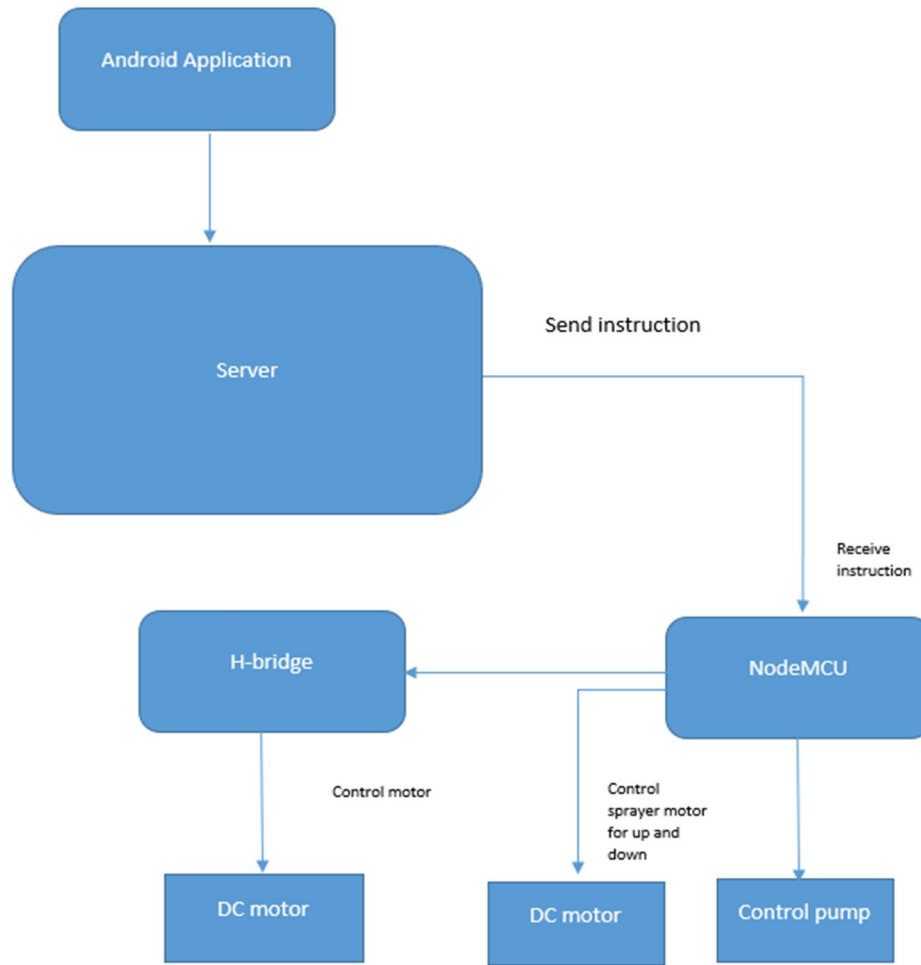 Android Application
Server
Send instruction
Receive
instruction
H-bridge
NodeMCU
Control motor
Control
sprayer motor
for up and
down
DC motor
DC motor
Control pump